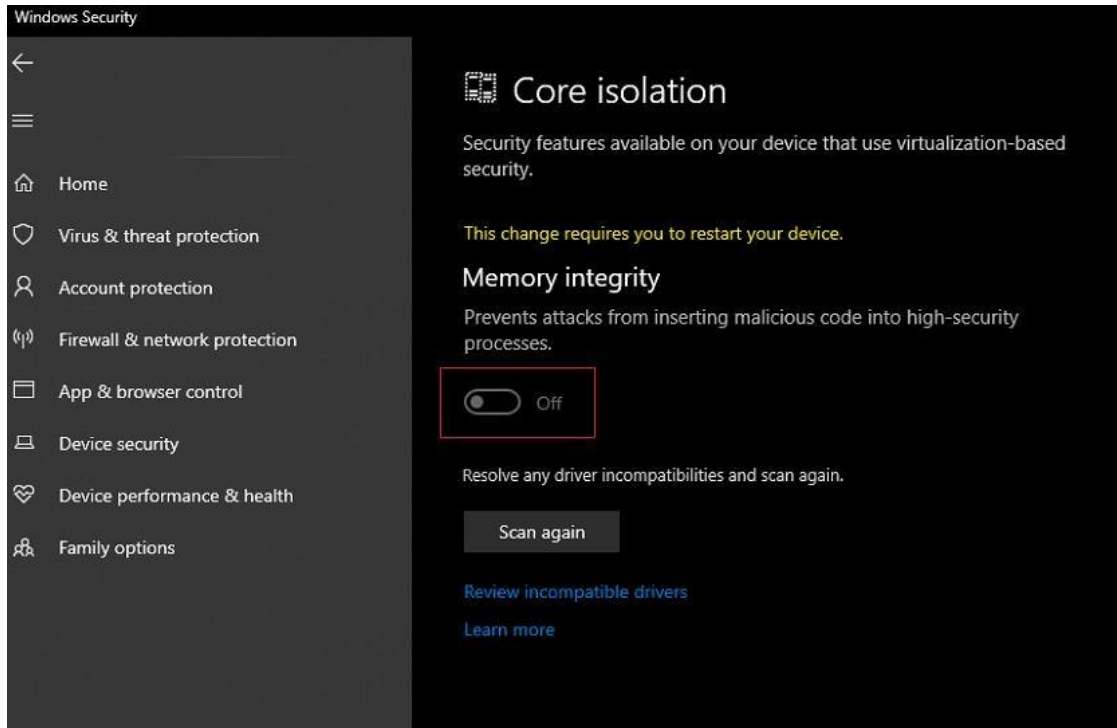 Windows Security
Home
Virus & threat protection
Account protection
Firewall & network protection
App & browser control
Device security
Device performance & health
Family options
Core isolation
Security features available on your device that use virtualization-based
security.
This change requires you to restart your device.
Memory integrity
Prevents attacks from inserting malicious code into high-security
processes.
Off
Resolve any driver incompatibilities and scan again.
Scan again
Review incompatible drivers
Learn more